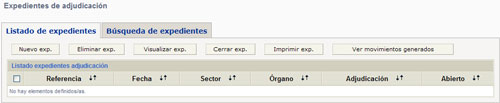 Expedientes de adjudicación
Listado de expedientes Búsqueda de expedientes
Nuevo exp. Eliminar exp. Visualizar exp. Cerrar exp. Imprimir exp. Ver movimientos generados
Listado expedientes adjudicación
Referencia Fecha Sector Órgano Adjudicación Abierto
No hay elementos definidos/as